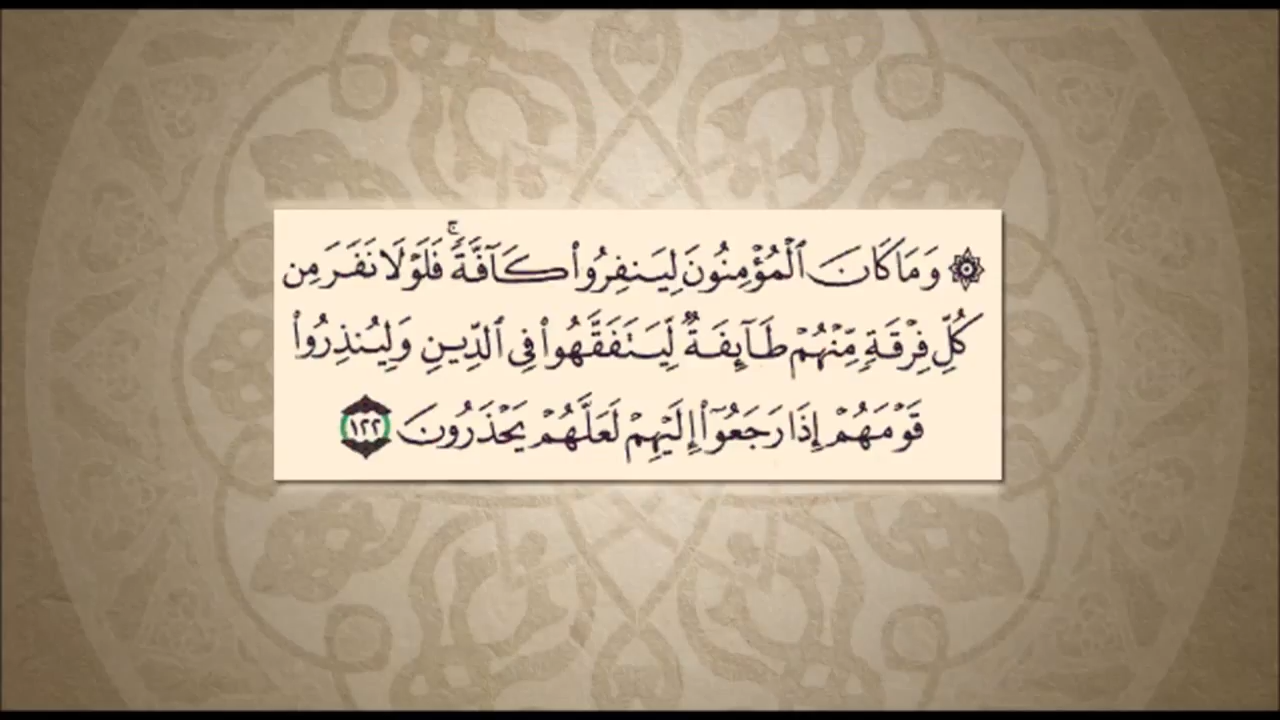 ۞ وَمَا كَانَ ٱلْمُؤْمِنُونَ لِيَنفِرُوا۟ كَآفَّةً ۚ فَلَوْلَا نَفَرَ مِن
كُلِّ فِرْقَةٍ مِّنْهُمْ طَآئِفَةٌ لِّيَتَفَقَّهُوا۟ فِى ٱلدِّينِ وَلِيُنذِرُوا۟
قَوْمَهُمْ إِذَا رَجَعُوٓا۟ إِلَيْهِمْ لَعَلَّهُمْ يَحْذَرُونَ ١٢٢